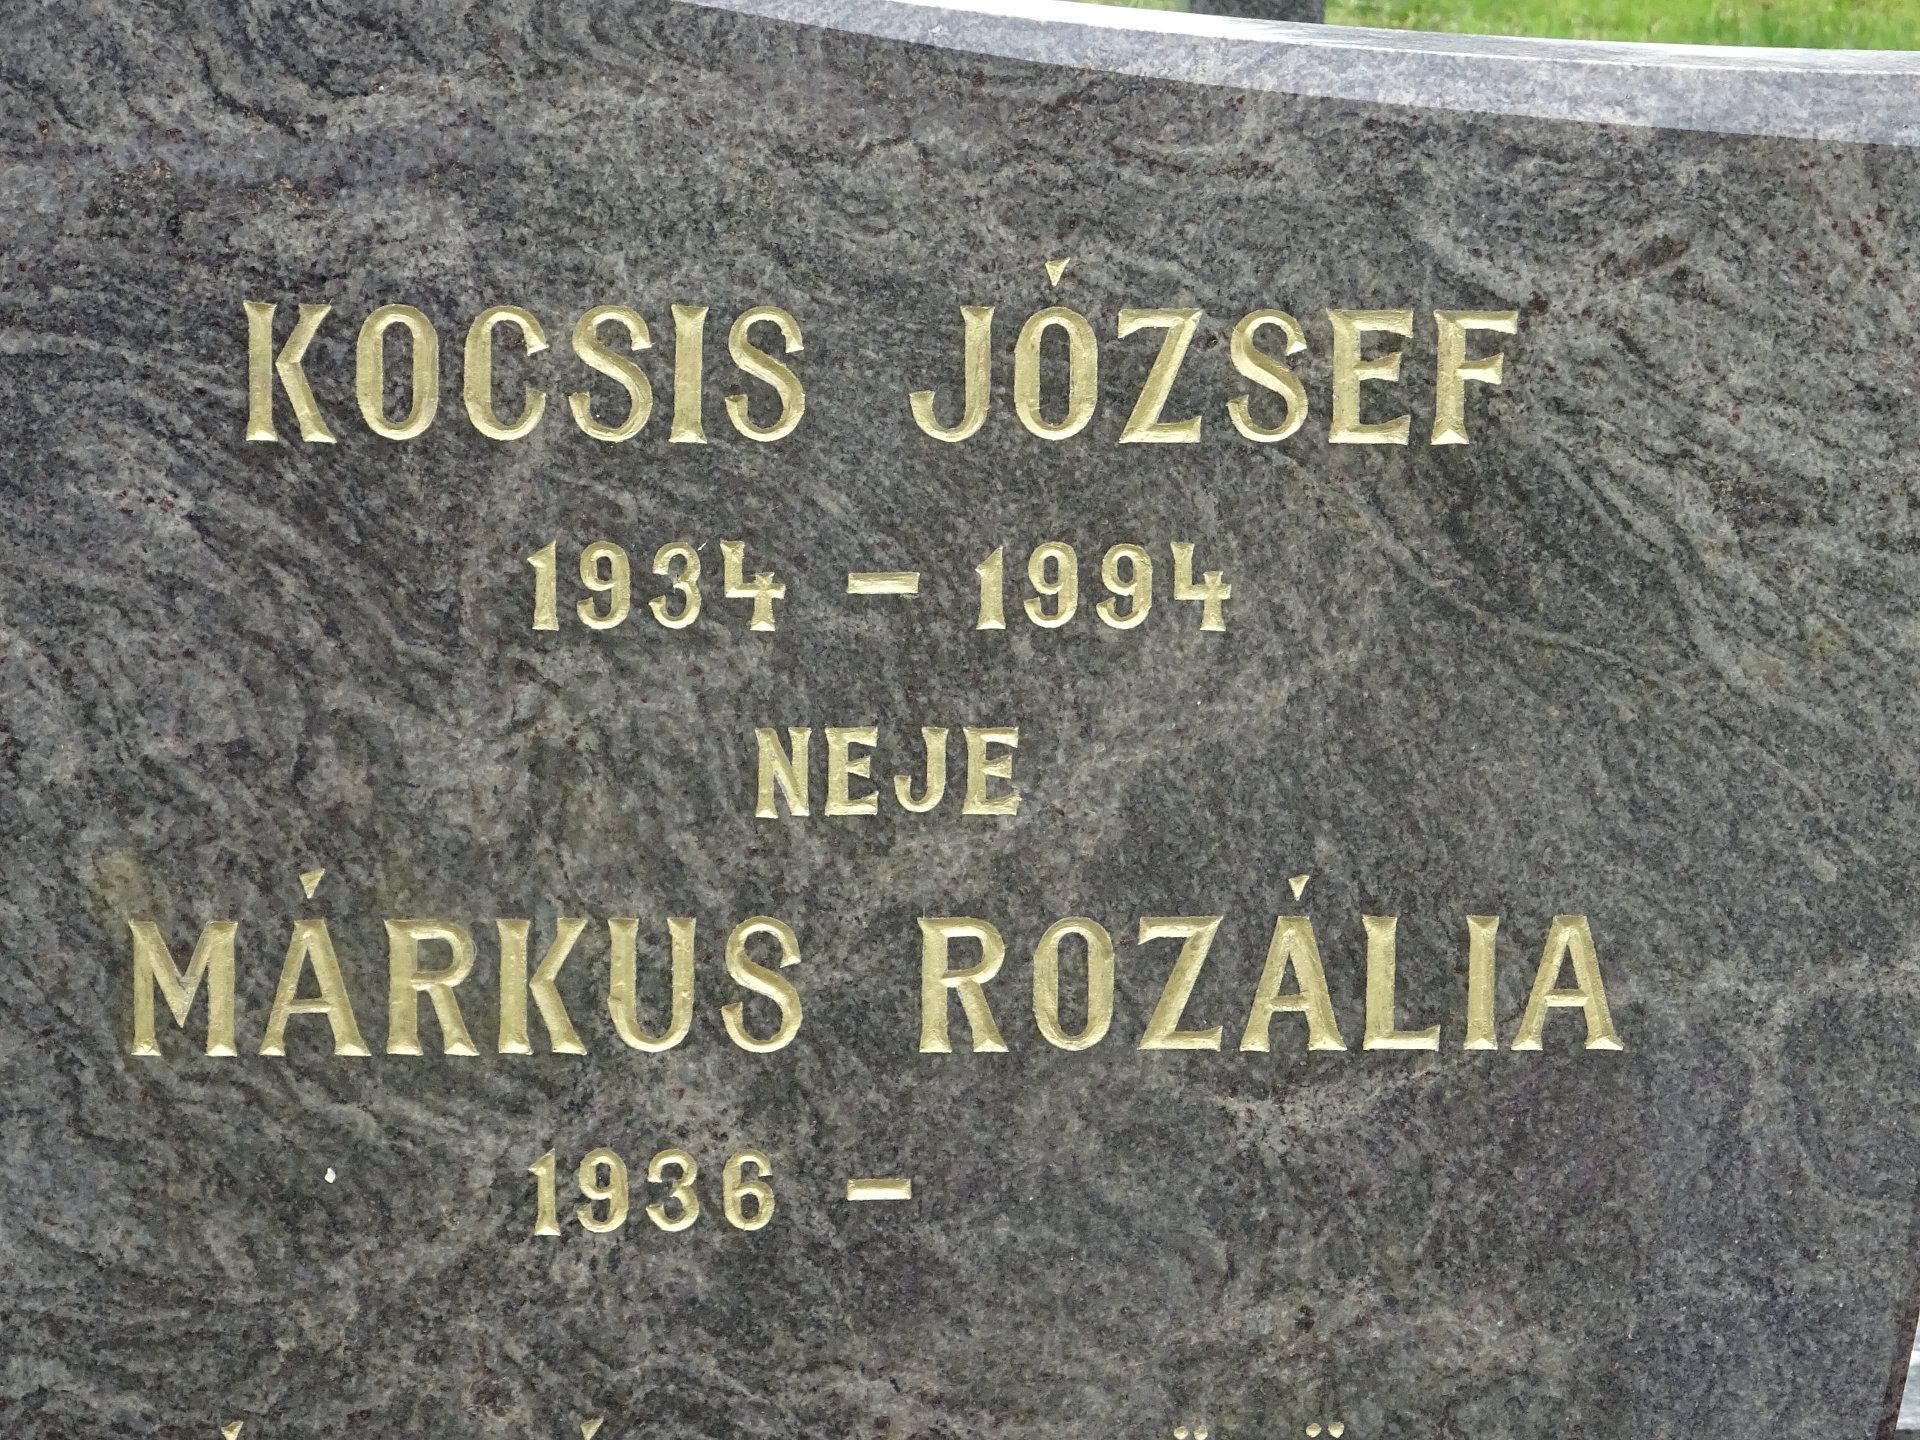 KOCSIS JÓZSEF
1934 – 1994
NEJE
MÁRKUS ROZÁLIA
1936 –